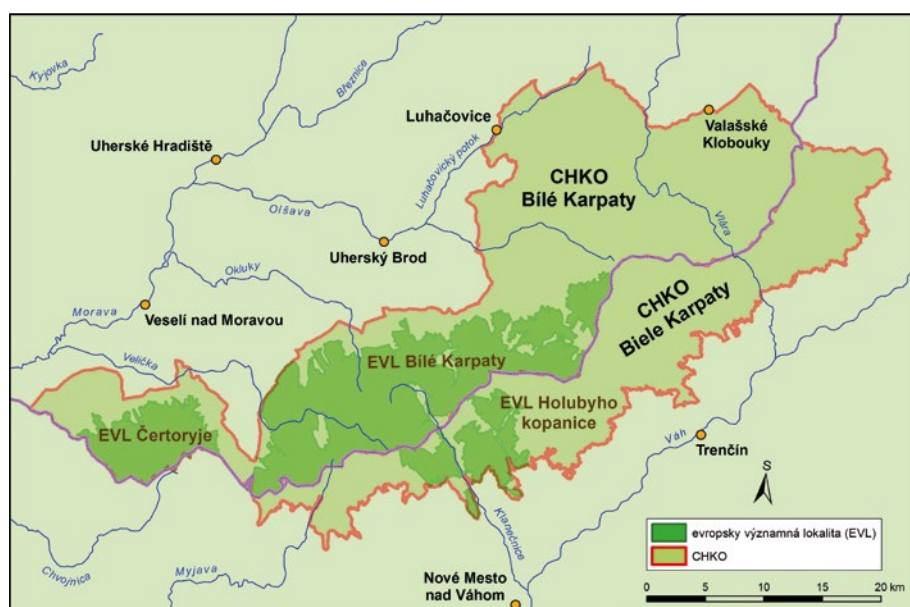 Kyjovka
Březnice
Luhačovice
Valašské
Klobouky
Uherské Hradiště
Luhačovický potok
CHKO
Bílé Karpaty
Olšava
Vlára
Uherský Brod
Okluky
CHKO
Biele Karpaty
Morava
Veselí nad Moravou
Velička
EVL Bílé Karpaty
EVL Holubyho
kopanice
EVL Čertoryje
Váh
Trenčín
S
Klanečnice
evropsky významná lokalita (EVL)
CHKO
Chvojnica
Myjava
Nové Mesto
nad Váhom
0 5 10 15 20 km